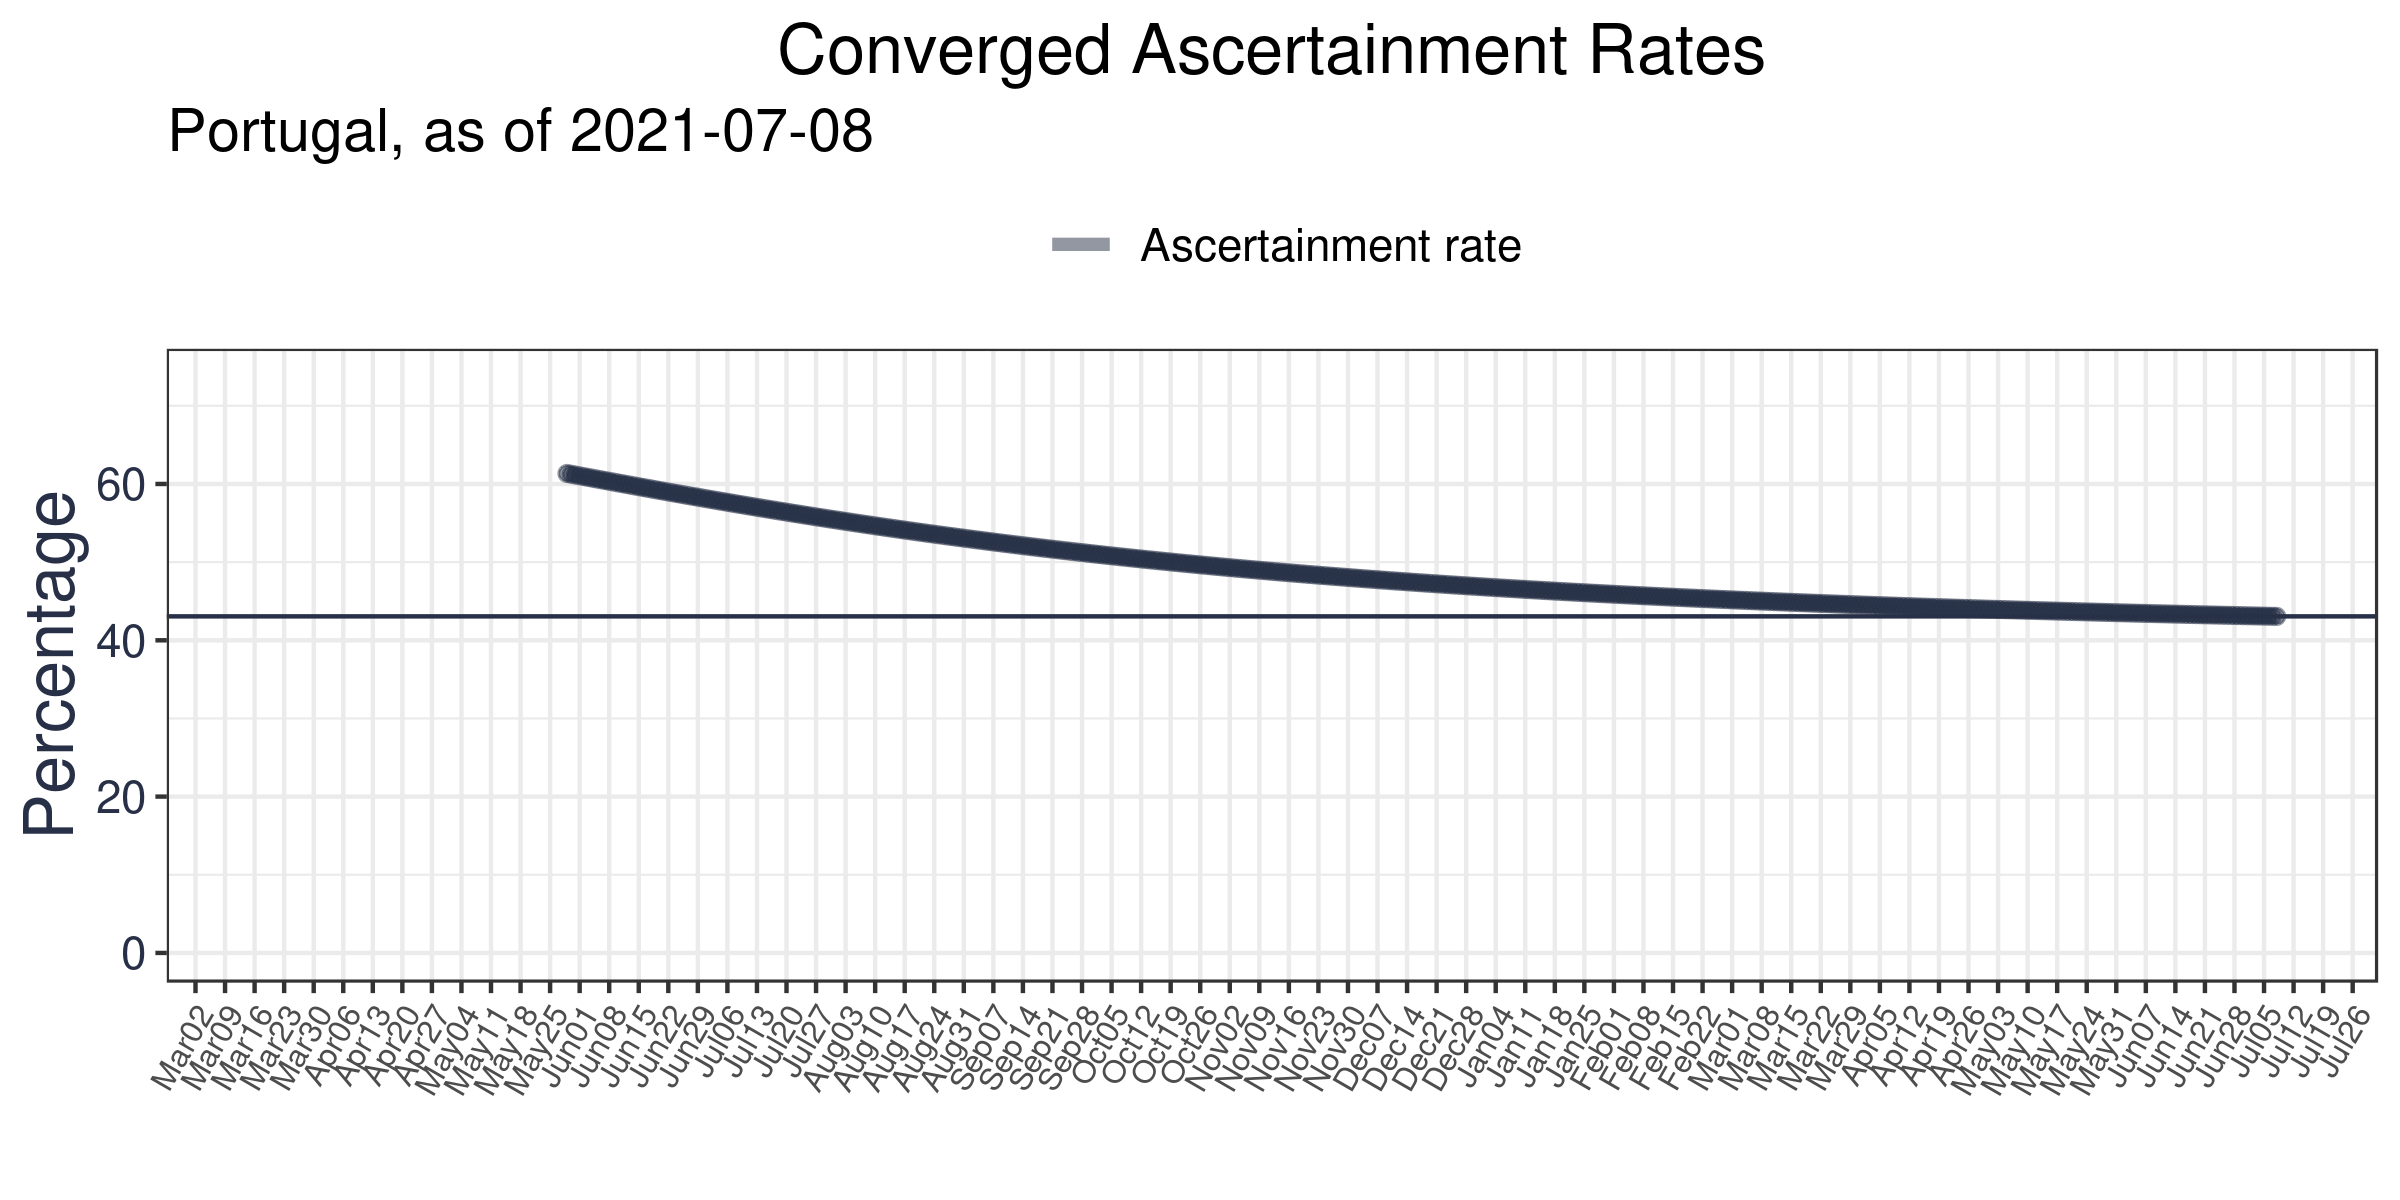 Converged Ascertainment Rates
Portugal, as of 2021-07-08
Ascertainment rate
Percentage
60
40
20
0
Mar02 Mar09 Mar16 Mar23 Mar30 Apr06 Apr13 Apr20 Apr27 May04 May11 May18 May25 Jun01 Jun08 Jun15 Jun22 Jun29 Jul06 Jul13 Jul20 Jul27 Aug03 Aug10 Aug17 Aug24 Aug31 Sep07 Sep14 Sep21 Sep28 Oct05 Oct12 Oct19 Oct26 Nov02 Nov09 Nov16 Nov23 Nov30 Dec07 Dec14 Dec21 Dec28 Jan04 Jan11 Jan18 Jan25 Feb01 Feb08 Feb15 Feb22 Mar01 Mar08 Mar15 Mar22 Mar29 Apr05 Apr12 Apr19 Apr26 May03 May10 May17 May24 May31 Jun07 Jun14 Jun21 Jun28 Jul05 Jul12 Jul19 Jul26